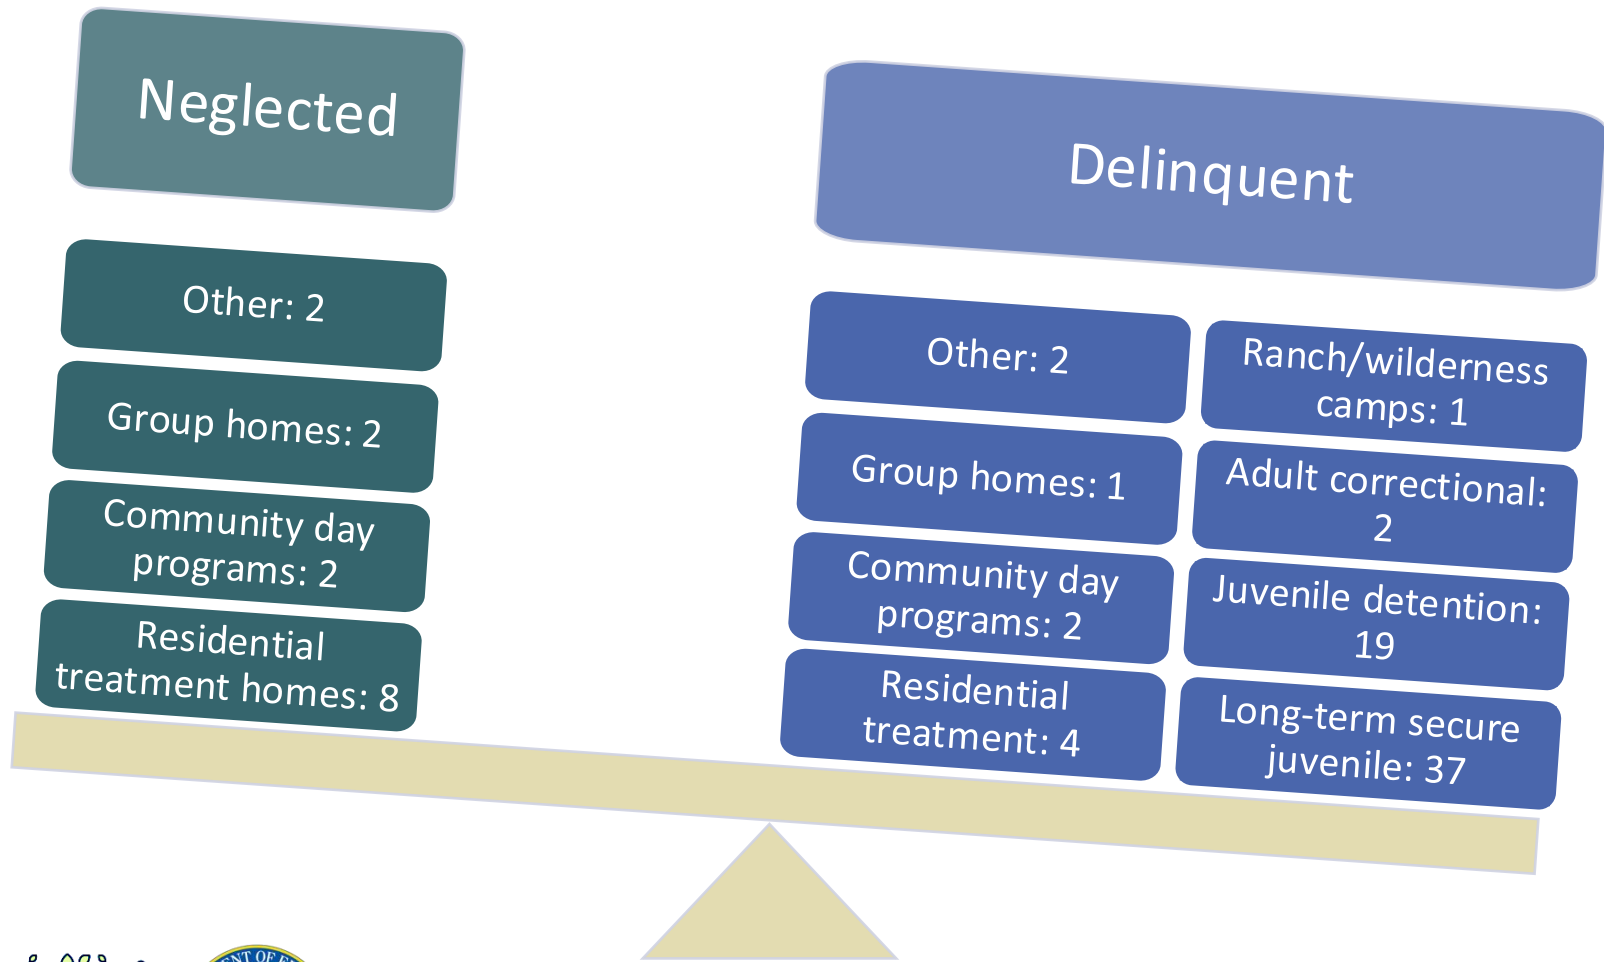 Neglected
Other: 2
Group homes: 2
Community day
programs: 2
Residential
treatment homes: 8
Delinquent
Other: 2
Group homes: 1
Community day
programs: 2
Residential
treatment: 4
Ranch/wilderness
camps: 1
Adult correctional:
2
Juvenile detention:
19
Long-term secure
juvenile: 37